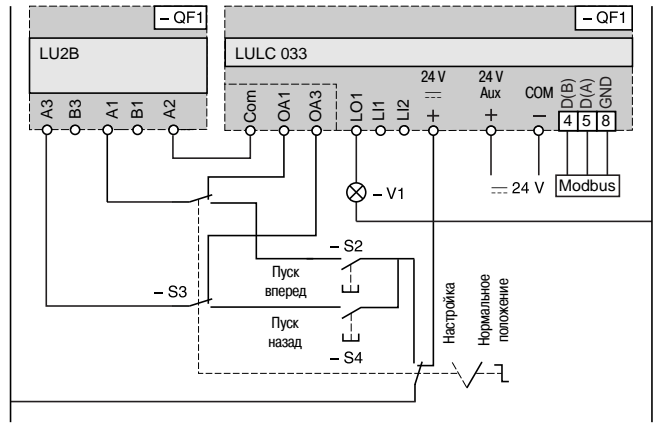 – QF1
– QF1
LU2B
LULC 033
A3
B3
A1
B1
A2
Com
OA1
OA3
LO1
LI1
LI2
24 V
+
24 V
Aux
+
COM
–
D(B)
D(A)
GND
4 5 8
– V1
24 V
Modbus
– S2
Пуск
вперед
– S3
Пуск
назад
– S4
Настройка
Нормальное
положение